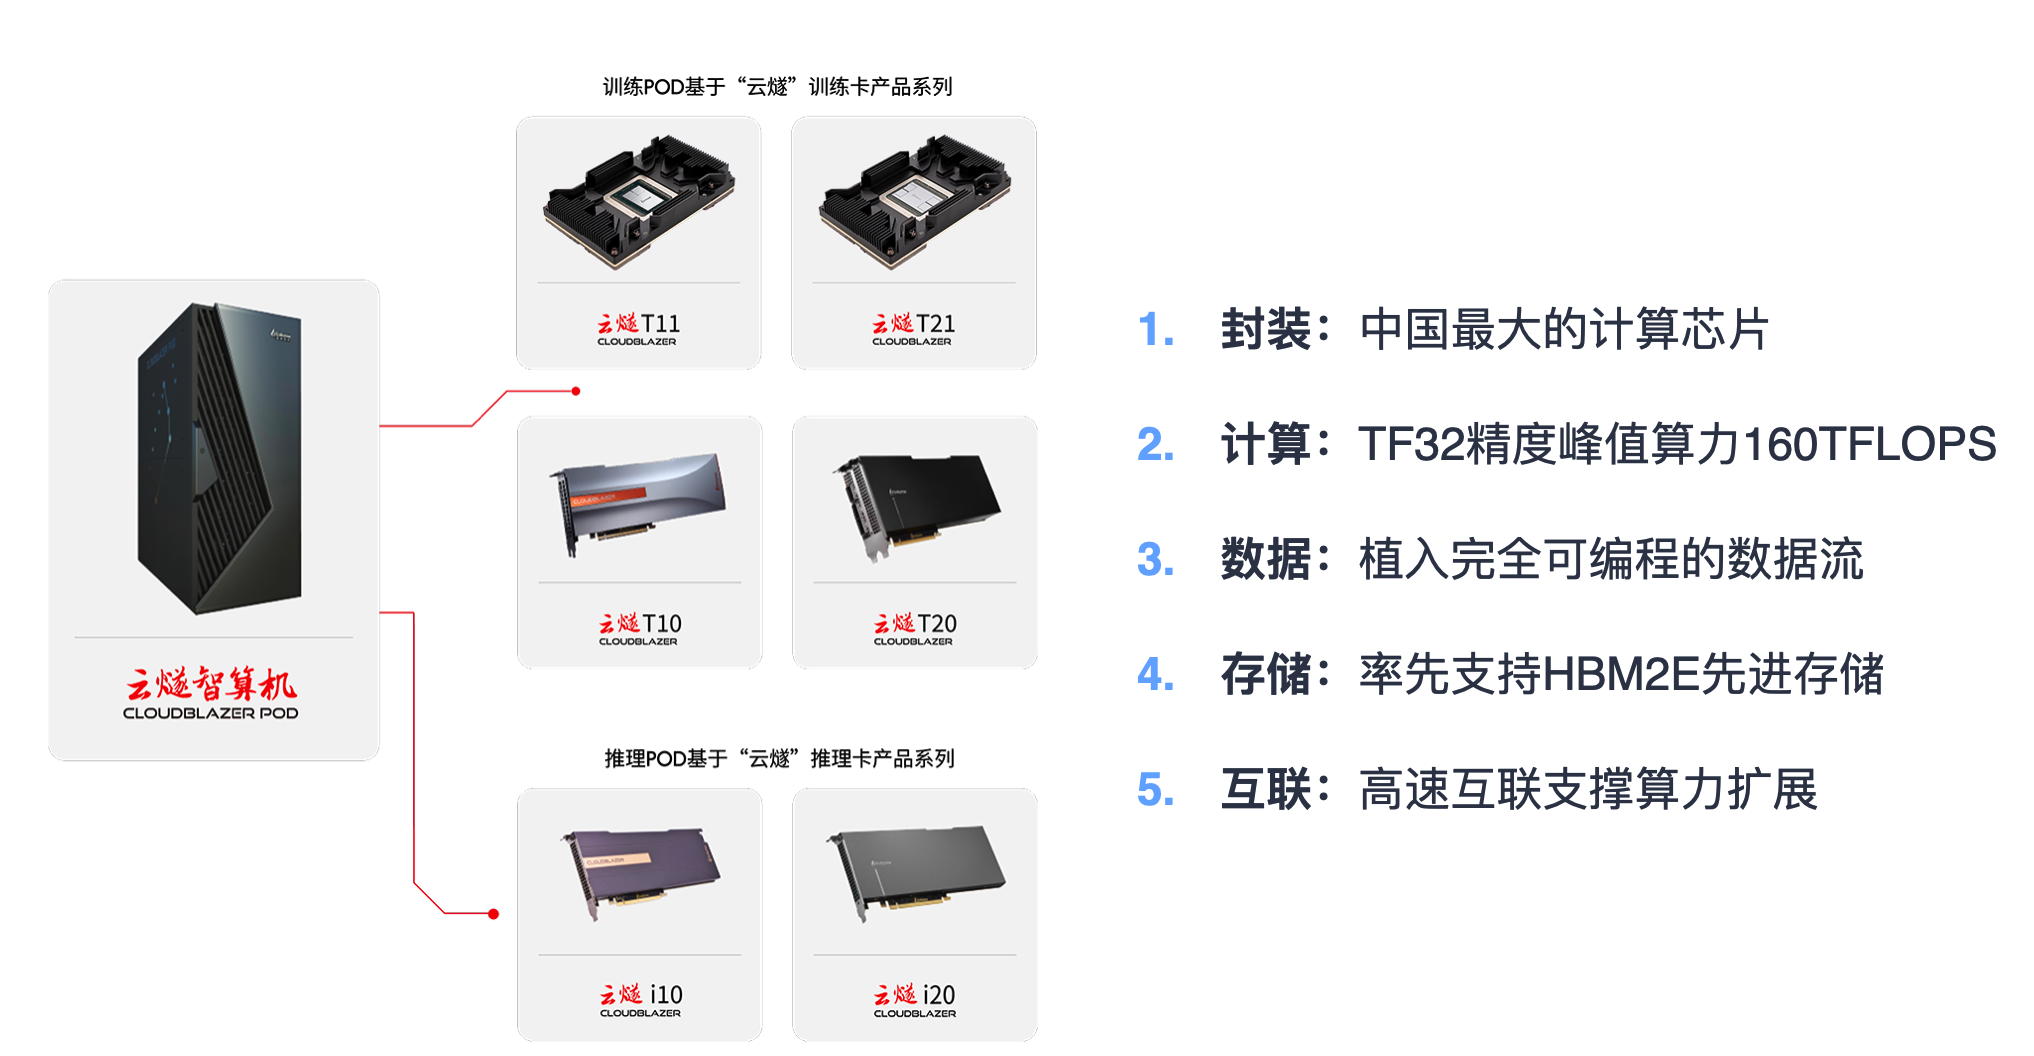 训练POD基于“云燧”训练卡产品系列
云燧T11
CLOUDBLAZER
云燧T21
CLOUDBLAZER
CLOUDBLAZER
云燧T10
CLOUDBLAZER
云燧T20
CLOUDBLAZER
云燧智算机
CLOUDBLAZER POD
推理POD基于“云燧”推理卡产品系列
CLOUDBLAZER
云燧 i10
CLOUDBLAZER
云燧 i20
CLOUDBLAZER
1. 封装：中国最大的计算芯片
2. 计算：TF32精度峰值算力160TFLOPS
3. 数据：植入完全可编程的数据流
4. 存储：率先支持HBM2E先进存储
5. 互联：高速互联支撑算力扩展